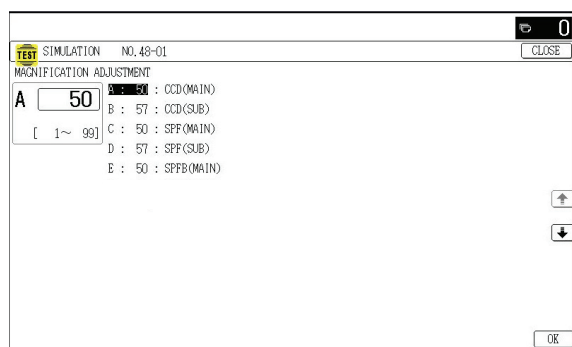 0
TEST SIMULATION NO.48-01 CLOSE
MAGNIFICATION ADJUSTMENT
A 50
[ 1~ 99]
A : 50 : CCD(MAIN)
B : 57 : CCD(SUB)
C : 50 : SPF(MAIN)
D : 57 : SPF(SUB)
E : 50 : SPFB(MAIN)
OK